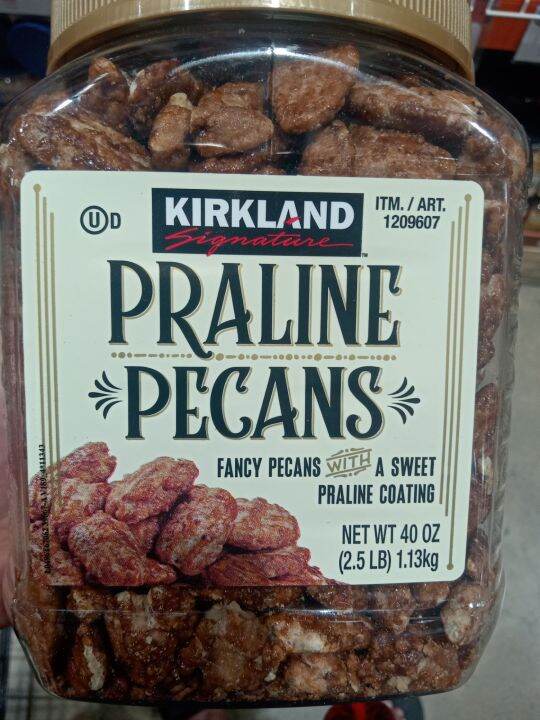 U D
KIRKLAND
Signature
™
ITM. / ART.
1209607
PRALINE
PECANS
FANCY PECANS WITH A SWEET
PRALINE COATING
NET WT 40 OZ
(2.5 LB) 1.13kg